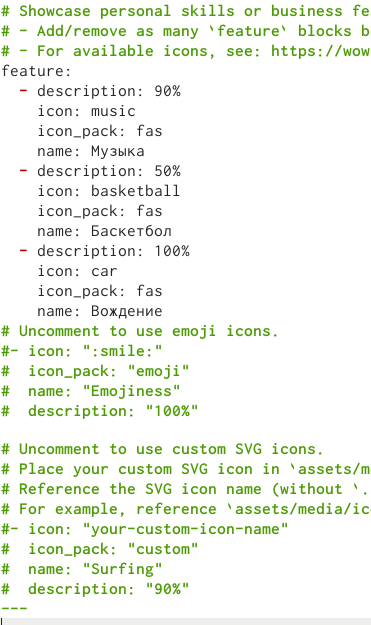 # Showcase personal skills or business fe
# - Add/remove as many `feature` blocks b
# - For available icons, see: https://wow
feature:
  - description: 90%
    icon: music
    icon_pack: fas
    name: Музыка
  - description: 50%
    icon: basketball
    icon_pack: fas
    name: Баскетбол
  - description: 100%
    icon: car
    icon_pack: fas
    name: Вождение
# Uncomment to use emoji icons.
#- icon: ":smile:"
#  icon_pack: "emoji"
#  name: "Emojiness"
#  description: "100%"

# Uncomment to use custom SVG icons.
# Place your custom SVG icon in `assets/m
# Reference the SVG icon name (without `.
# For example, reference `assets/media/ic
#- icon: "your-custom-icon-name"
#  icon_pack: "custom"
#  name: "Surfing"
#  description: "90%"
---